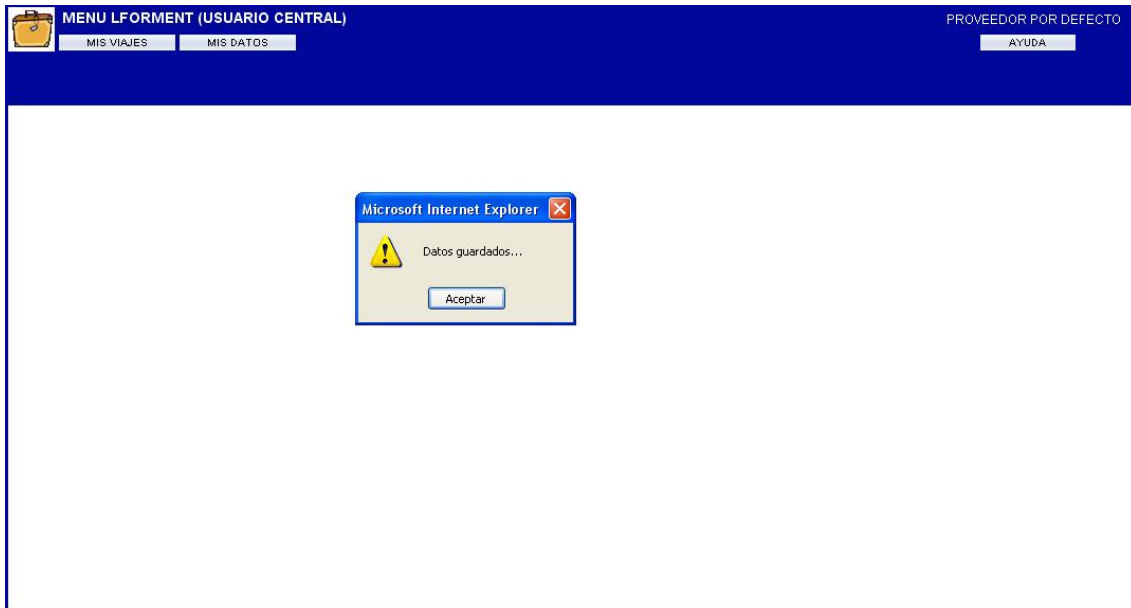 MENU LFORMENT (USUARIO CENTRAL)
PROVEEDOR POR DEFECTO
MIS VIAJES
MIS DATOS
AYUDA
Microsoft Internet Explorer
Datos guardados...
Aceptar